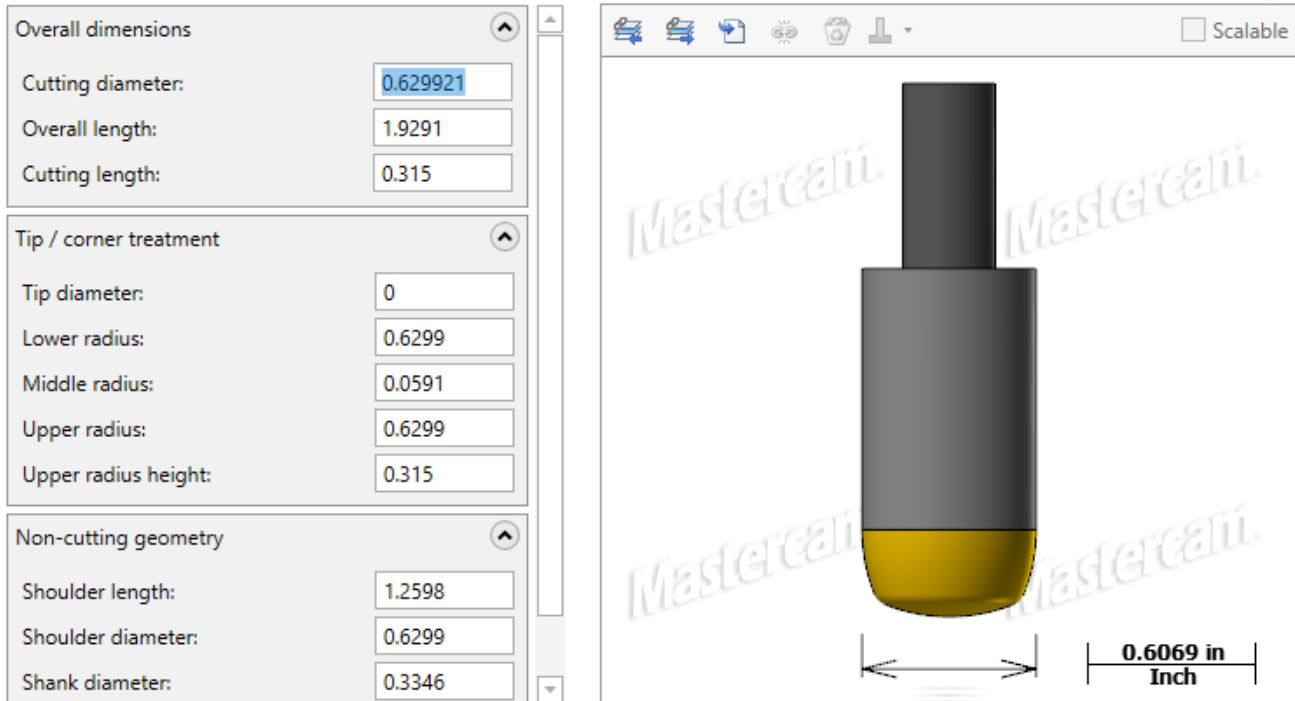 Overall dimensions
Cutting diameter: 0.629921
Overall length: 1.9291
Cutting length: 0.315
Tip / corner treatment
Tip diameter: 0
Lower radius: 0.6299
Middle radius: 0.0591
Upper radius: 0.6299
Upper radius height: 0.315
Non-cutting geometry
Shoulder length: 1.2598
Shoulder diameter: 0.6299
Shank diameter: 0.3346
Scalable
Mastercam.
Mastercam.
Mastercam.
Mastercam.
0.6069 in
Inch